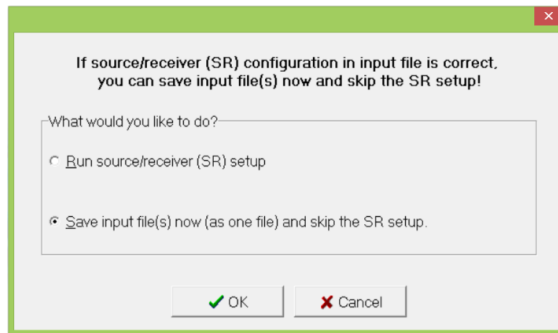 If source/receiver (SR) configuration in input file is correct,
you can save input file(s) now and skip the SR setup!
What would you like to do?
Run source/receiver (SR) setup
Save input file(s) now (as one file) and skip the SR setup.
OK
Cancel